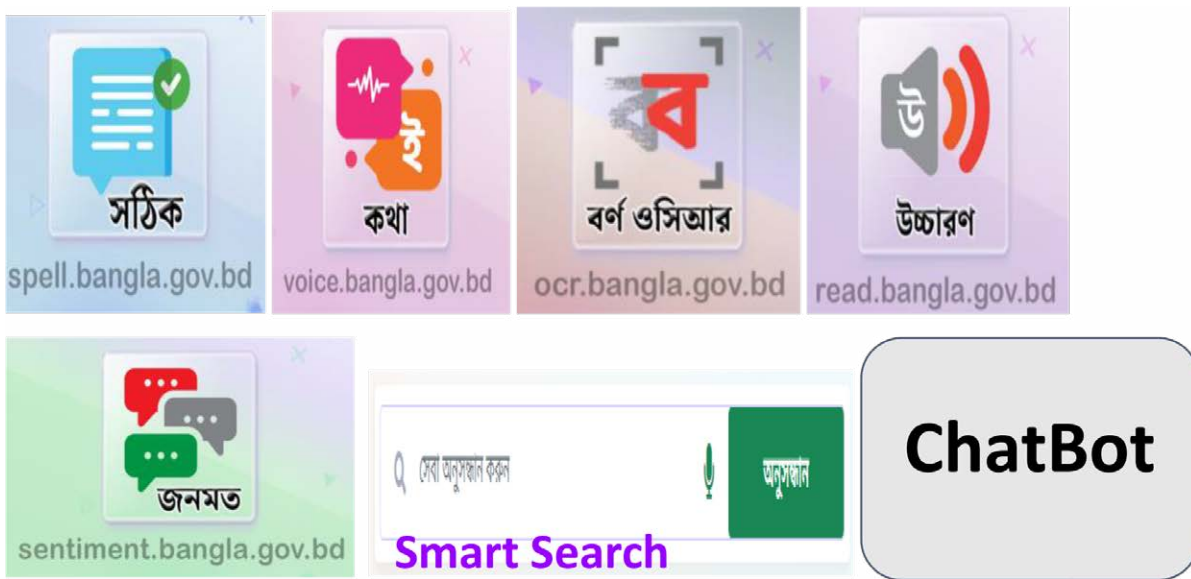 সঠিক
spell.bangla.gov.bd
ই
কথা
voice.bangla.gov.bd
ব ব
বর্ণ ওসিআর
ocr.bangla.gov.bd
উ
উচ্চারণ
read.bangla.gov.bd
জনমত
sentiment.bangla.gov.bd
সেবা অনুসন্ধান করুন
অনুসন্ধান
Smart Search
ChatBot